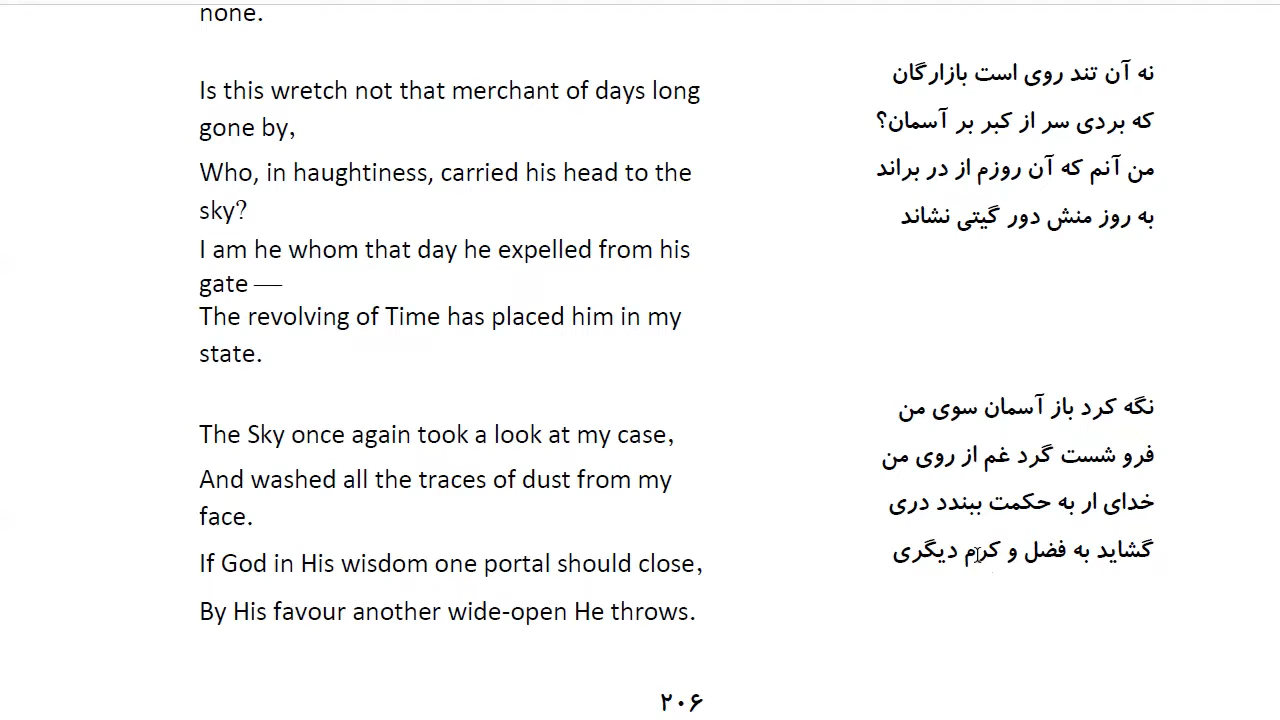 none.
Is this wretch not that merchant of days long
gone by,
Who, in haughtiness, carried his head to the
sky?
I am he whom that day he expelled from his
gate —
The revolving of Time has placed him in my
state.
The Sky once again took a look at my case,
And washed all the traces of dust from my
face.
If God in His wisdom one portal should close,
By His favour another wide-open He throws.
نه آن تند روی است بازارگان
که بردی سر از کبر بر آسمان؟
من آنم که آن روزم از در براند
به روز منش دور گیتی نشاند
نگه کرد باز آسمان سوی من
فرو شست گرد غم از روی من
خدای ار به حکمت ببندد دری
گشاید به فضل و کرم دیگری
۲۰۶